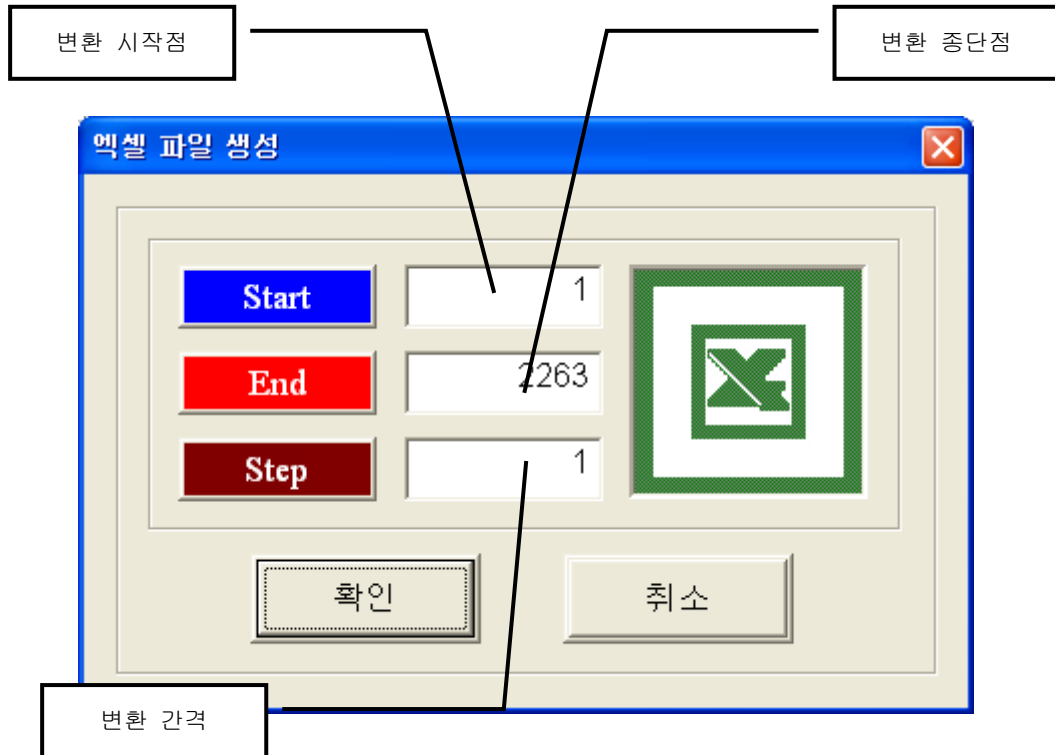 변환 시작점
변환 종단점
엑셀 파일 생성
Start
1
End
2263
Step
1
확인
취소
변환 간격